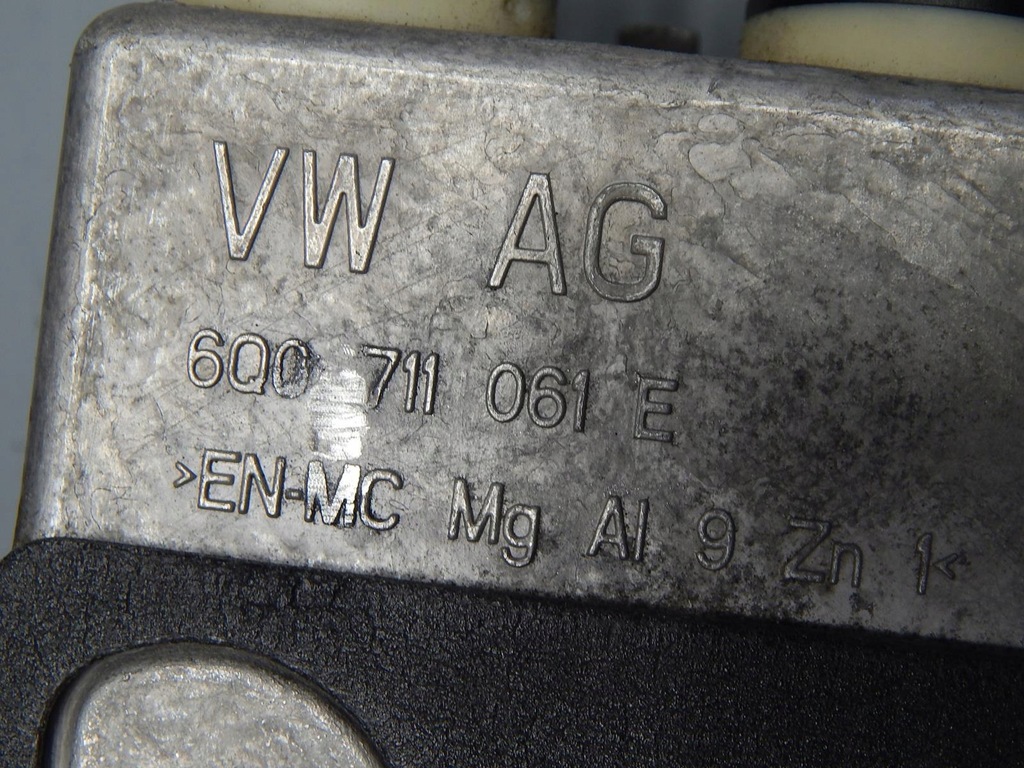 VW AG
6Q0 711 061 E
>EN-MC Mg Al 9 Zn 1<